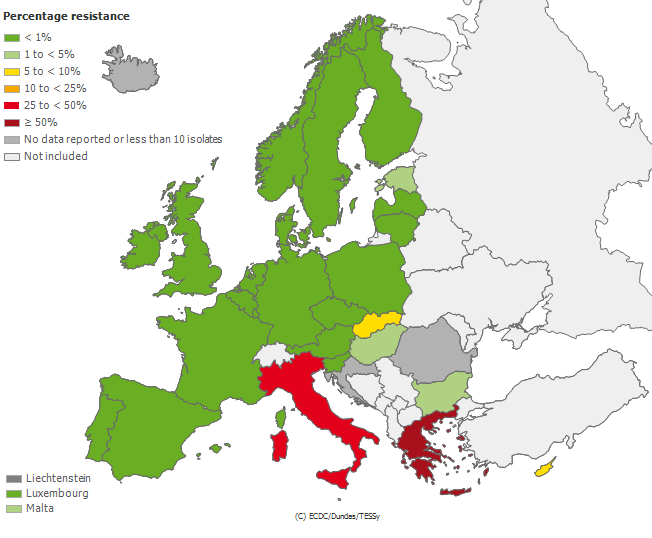 Percentage resistance
< 1%
1 to < 5%
5 to < 10%
10 to < 25%
25 to < 50%
≥ 50%
No data reported or less than 10 isolates
Not included
Liechtenstein
Luxembourg
Malta
(C) ECDC/Dundas/TESSy